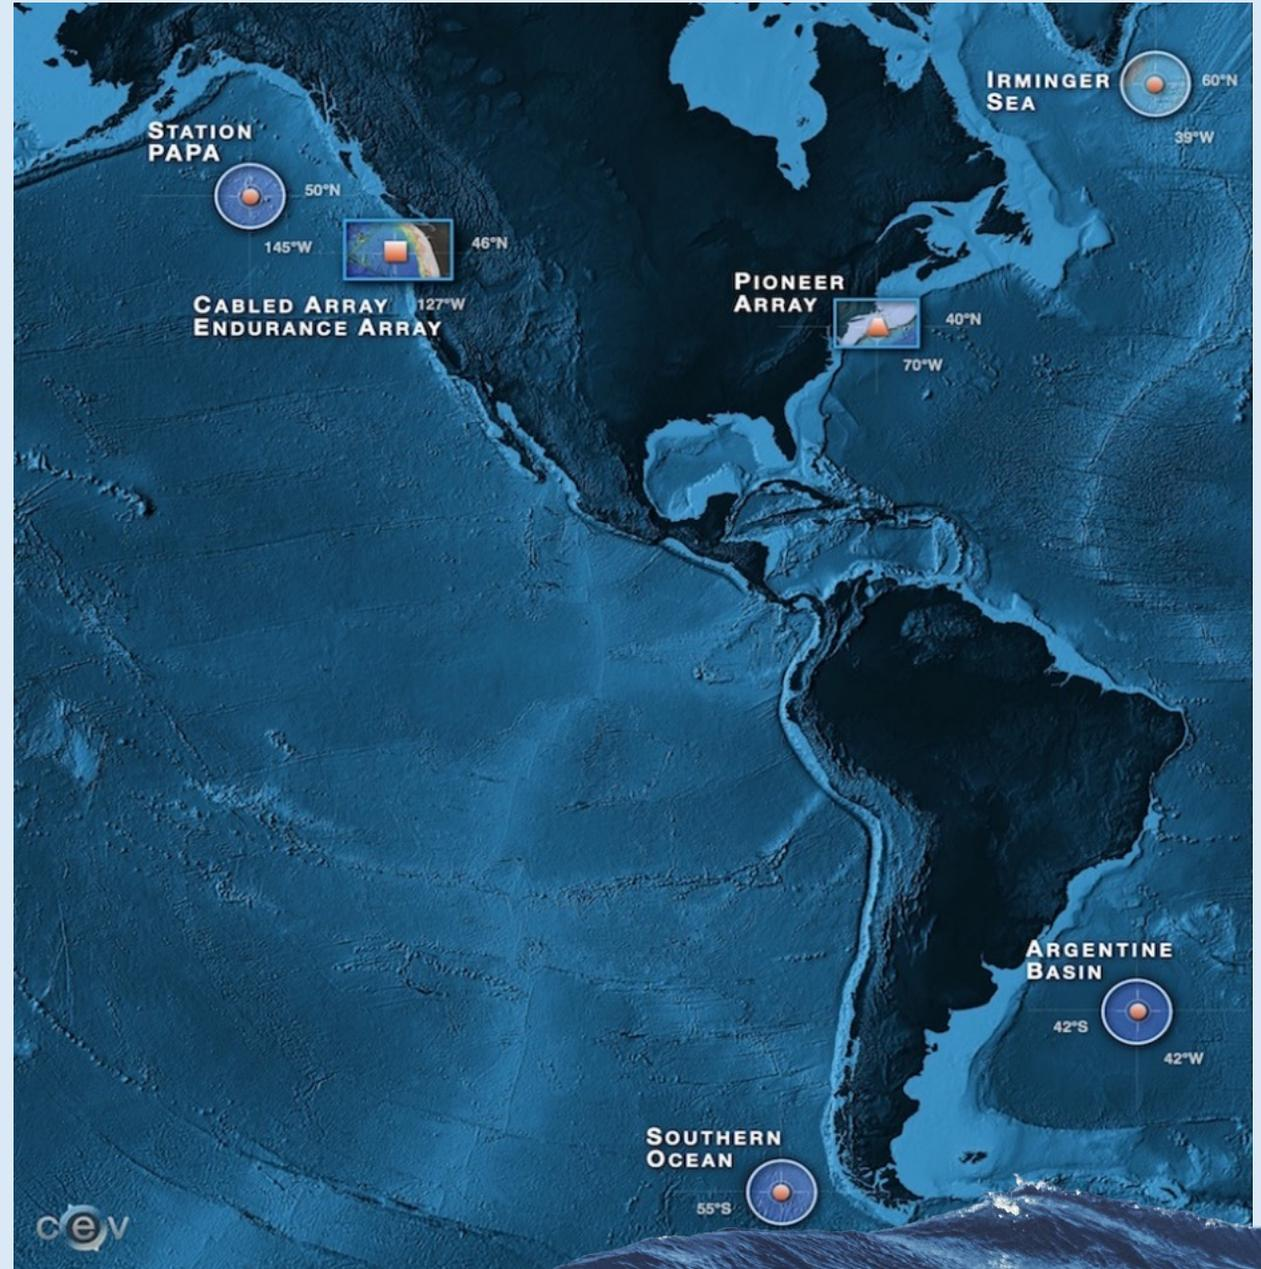 IRMINGER
SEA
60°N
39°W
STATION
PAPA
50°N
145°W
46°N
127°W
CABLED ARRAY
ENDURANCE ARRAY
PIONEER
ARRAY
40°N
70°W
ARGENTINE
BASIN
42°S
42°W
SOUTHERN
OCEAN
55°S
cev